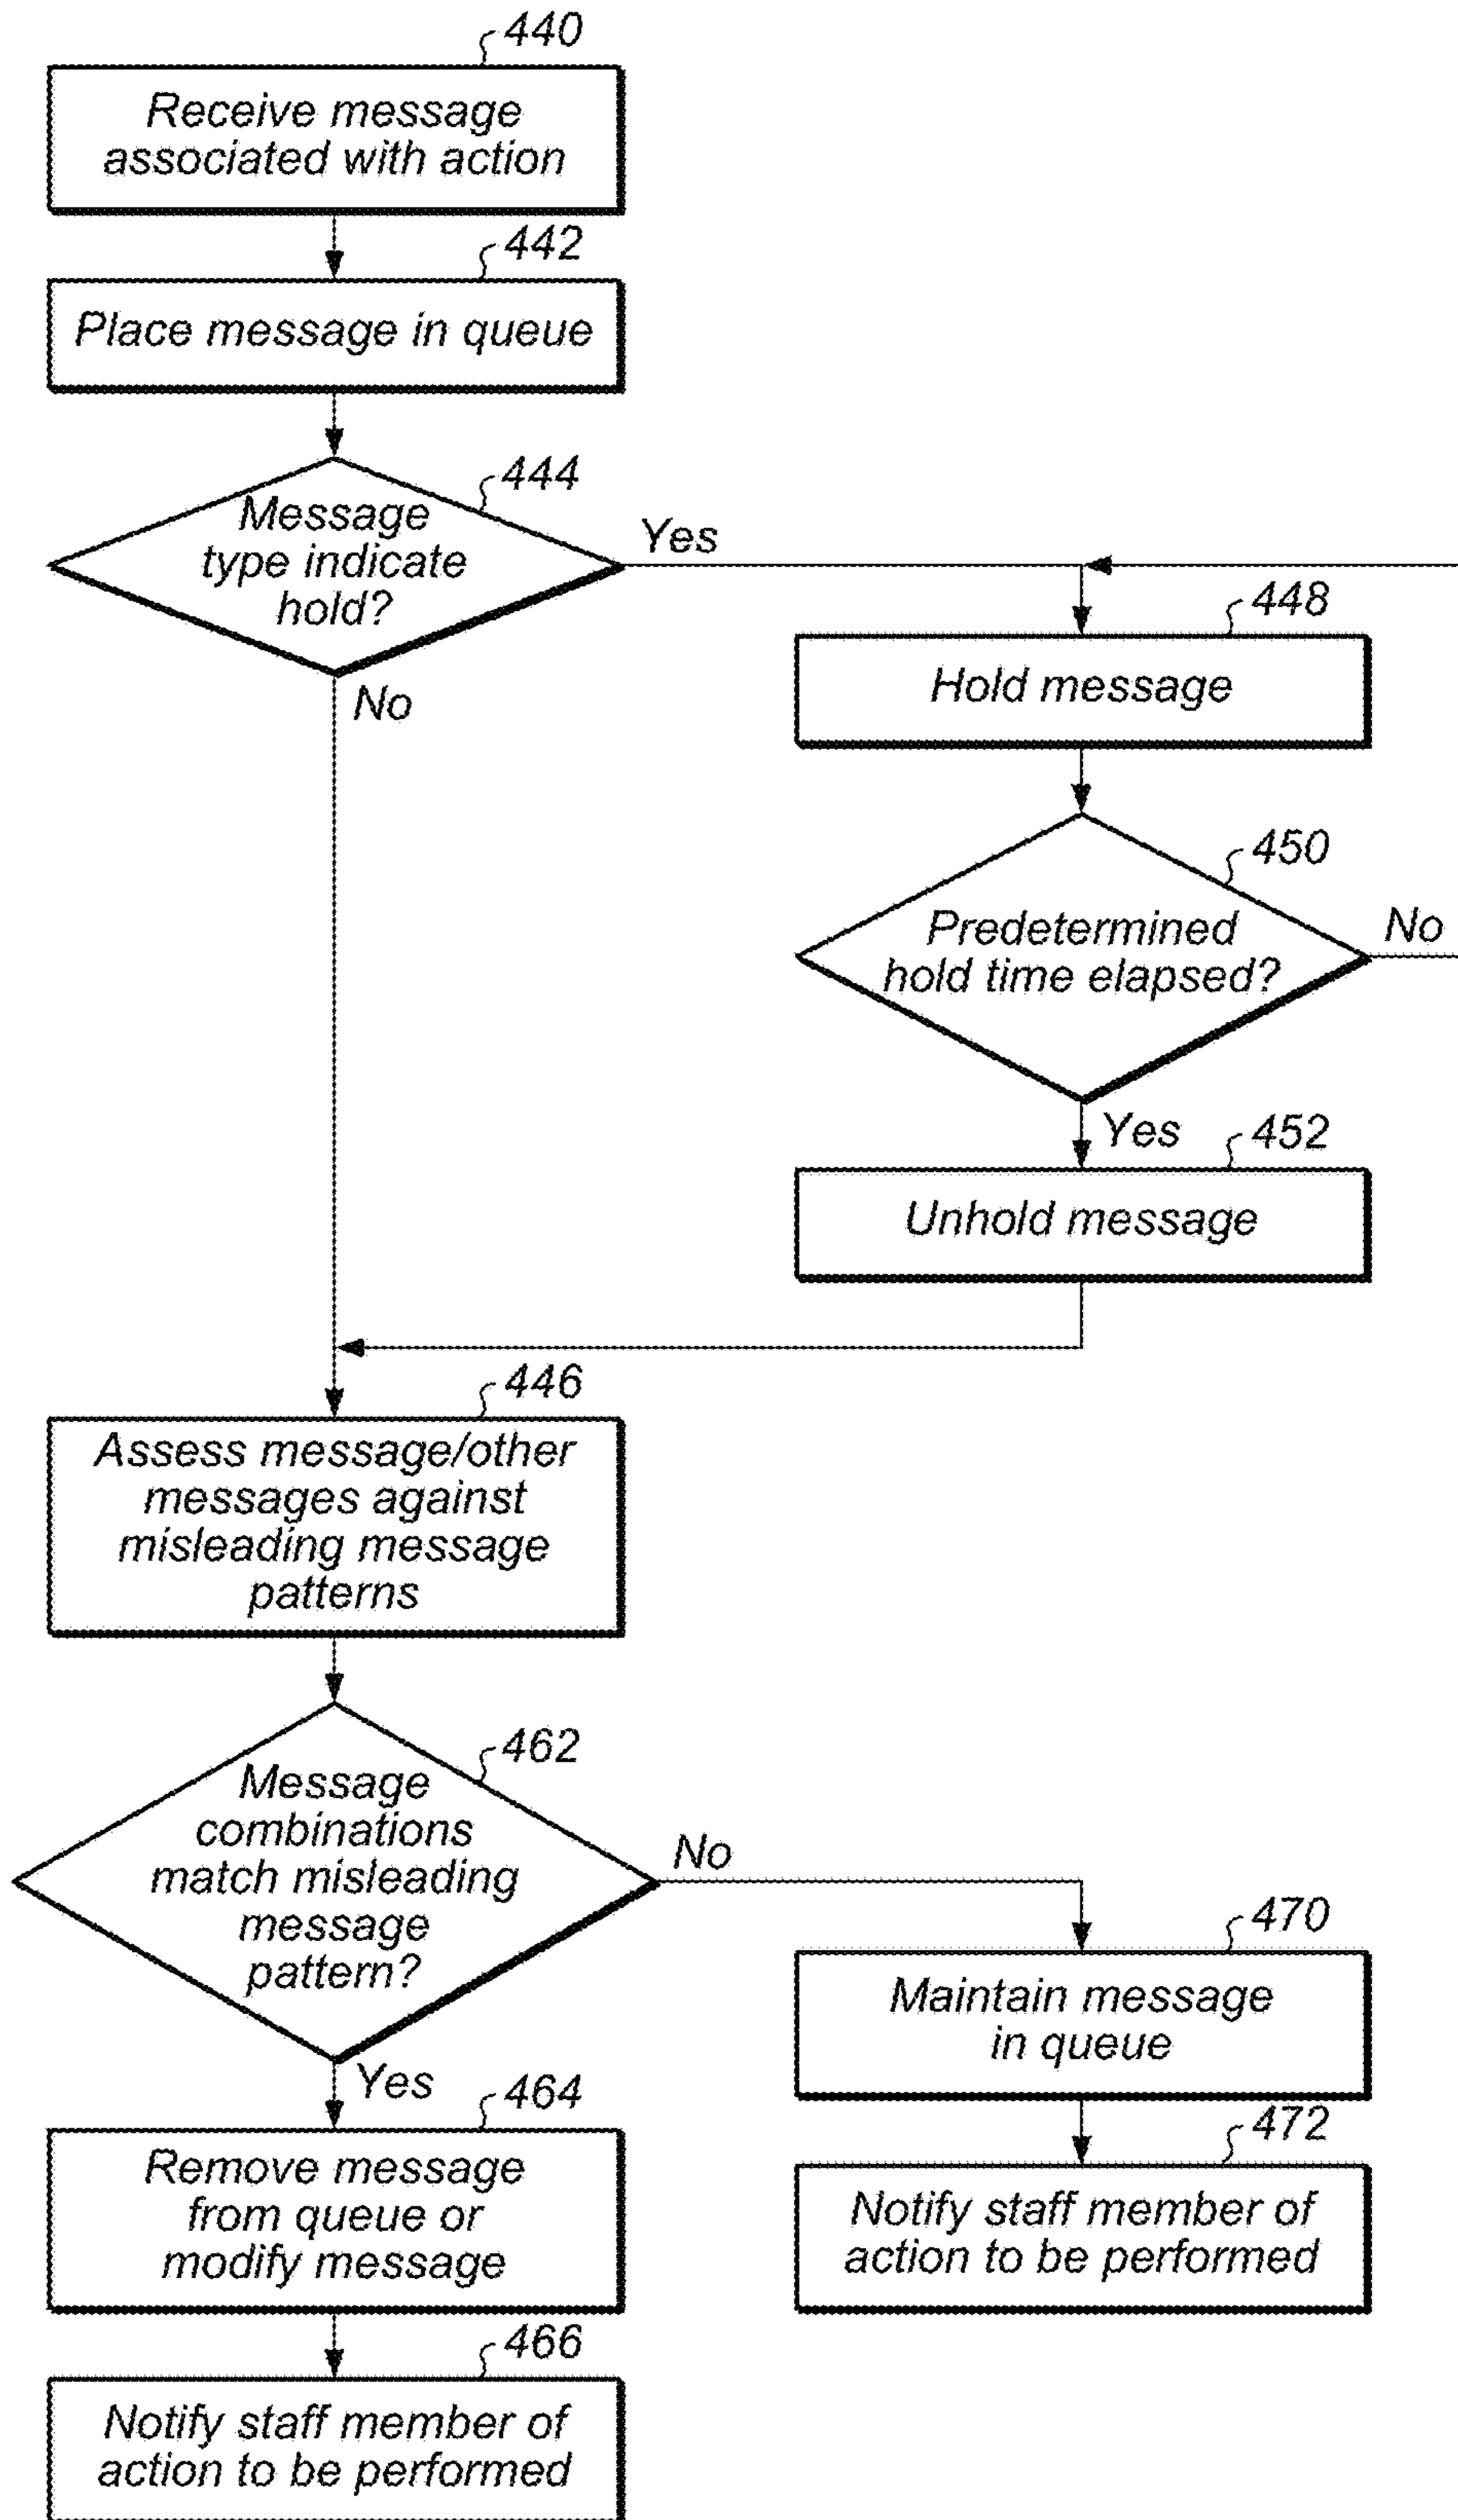 440
Receive message
associated with action
442
Place message in queue
444
Message
type indicate
hold?
Yes
No
448
Hold message
450
Predetermined
hold time elapsed?
No
Yes
452
Unhold message
446
Assess message/other
messages against
misleading message
patterns
462
Message
combinations
match misleading
message
pattern?
No
Yes
470
Maintain message
in queue
464
Remove message
from queue or
modify message
472
Notify staff member of
action to be performed
466
Notify staff member of
action to be performed